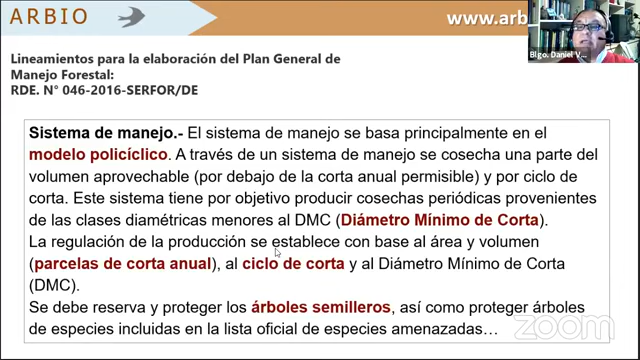 ARBIO
www.arb
Blgo. Daniel V...
Lineamientos para la elaboración del Plan General de
Manejo Forestal:
RDE. N° 046-2016-SERFOR/DE
Sistema de manejo.- El sistema de manejo se basa principalmente en el
modelo policíclico. A través de un sistema de manejo se cosecha una parte del
volumen aprovechable (por debajo de la corta anual permisible) y por ciclo de
corta. Este sistema tiene por objetivo producir cosechas periódicas provenientes
de las clases diamétricas menores al DMC (Diámetro Mínimo de Corta).
La regulación de la producción se establece con base al área y volumen
(parcelas de corta anual), al ciclo de corta y al Diámetro Mínimo de Corta
(DMC).
Se debe reserva y proteger los árboles semilleros, así como proteger árboles
de especies incluidas en la lista oficial de especies amenazadas…
zoom